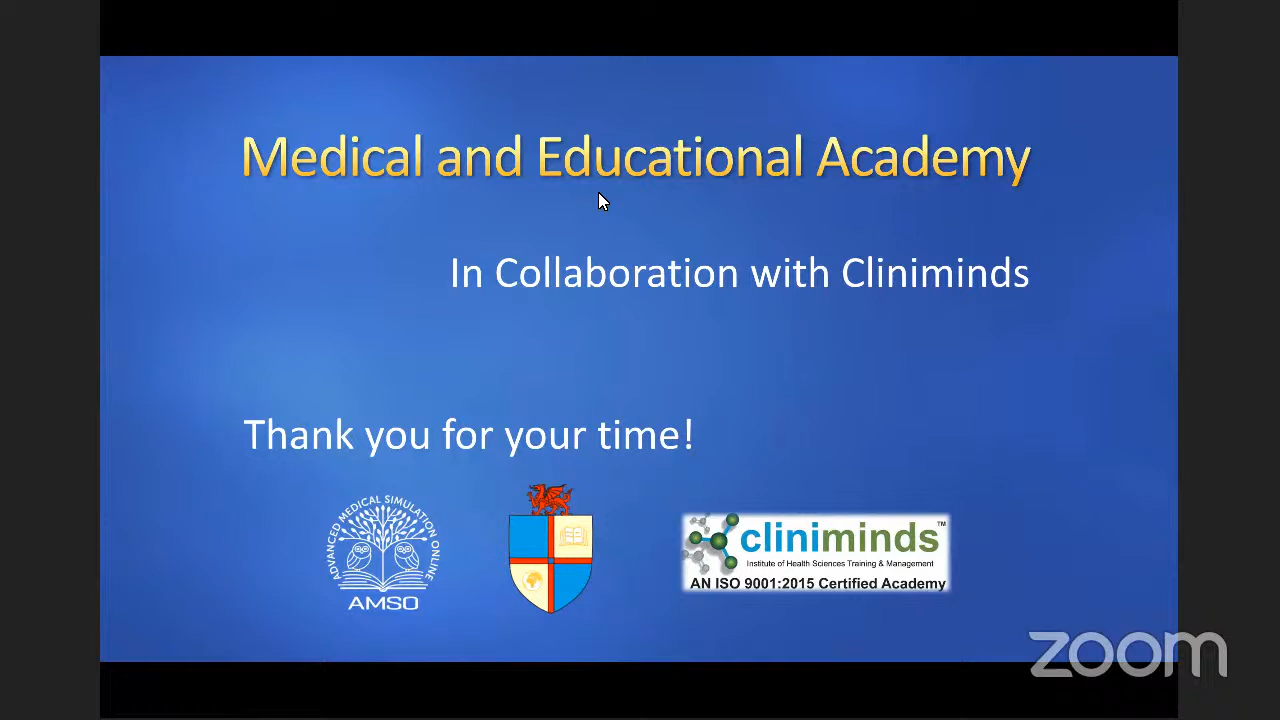 Medical and Educational Academy
In Collaboration with Cliniminds
Thank you for your time!
ADVANCED MEDICAL SIMULATION ONLINE
AMSO
cliniminds™
Institute of Health Sciences Training & Management
AN ISO 9001:2015 Certified Academy
zoom